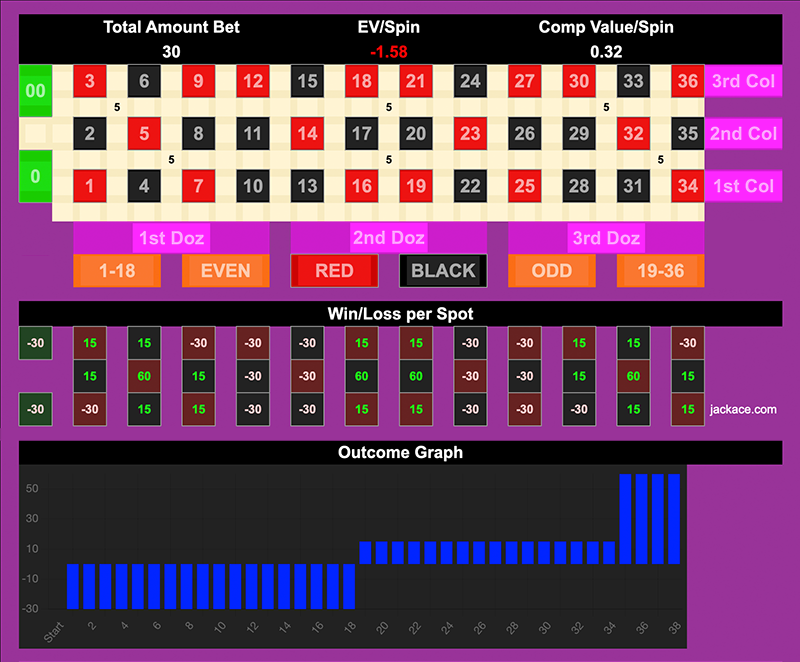 Total Amount Bet EV/Spin Comp Value/Spin
30 -1.58 0.32
00 3 6 9 12 15 18 21 24 27 30 33 36 3rd Col
5 5 5
2 5 8 11 14 17 20 23 26 29 32 35 2nd Col
5 5 5
0 1 4 7 10 13 16 19 22 25 28 31 34 1st Col
1st Doz 2nd Doz 3rd Doz
1-18 EVEN RED BLACK ODD 19-36
Win/Loss per Spot
-30 15 15 -30 -30 -30 15 15 -30 -30 15 15 -30
15 60 15 -30 -30 60 60 -30 -30 15 60 15
-30 -30 15 15 -30 -30 15 15 -30 -30 -30 15 15 jackace.com
Outcome Graph
50
30
10
-10
-30
Start 2 4 6 8 10 12 14 16 18 20 22 24 26 28 30 32 34 36 38